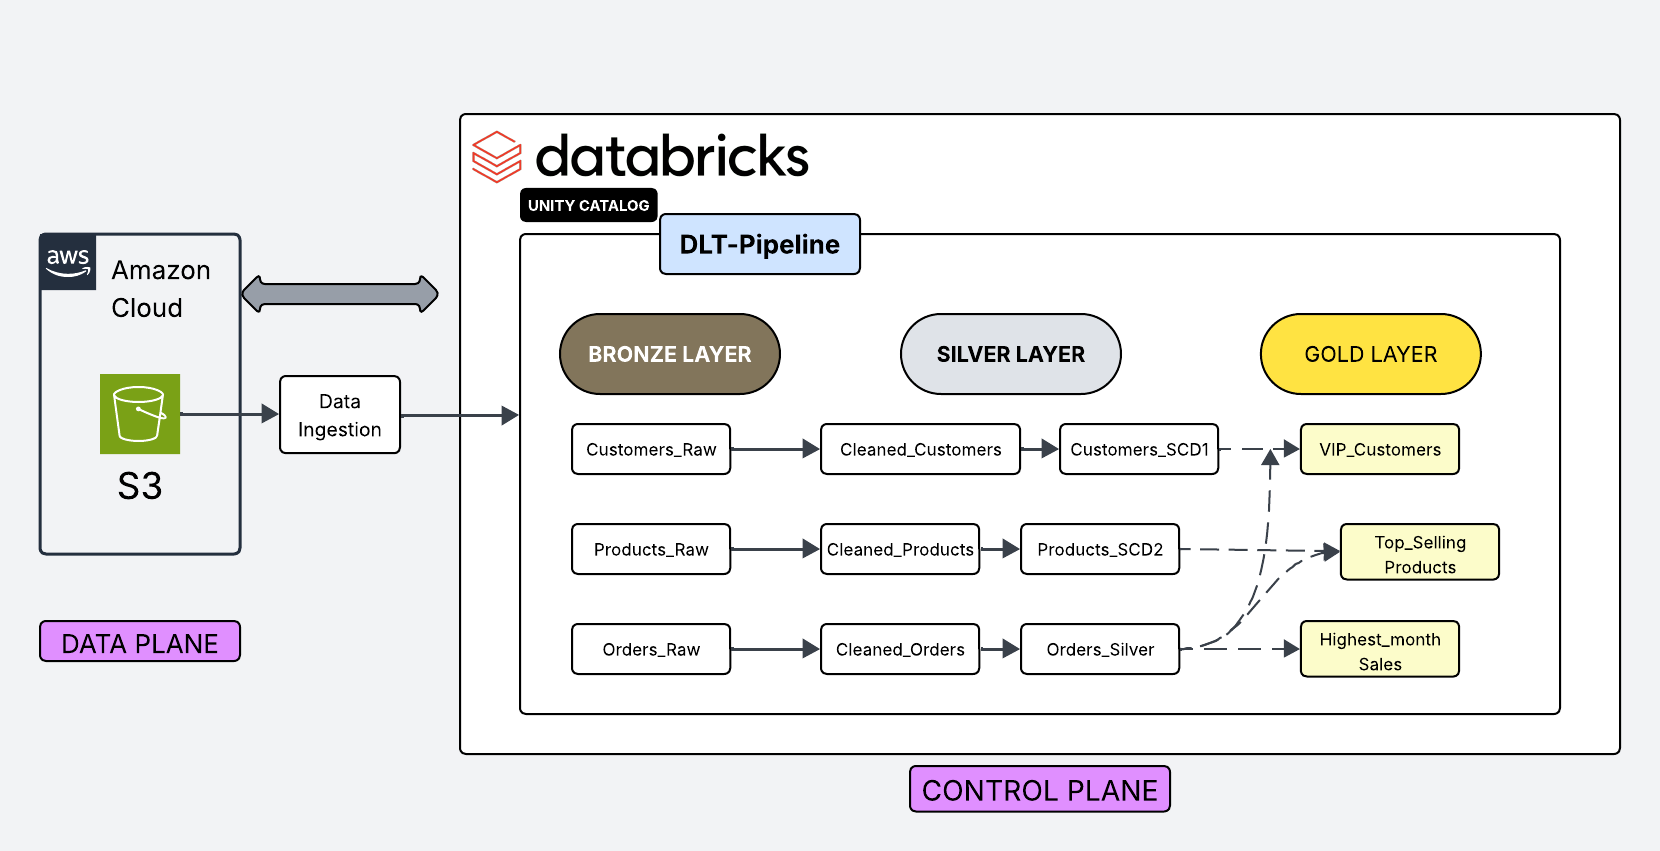 databricks
UNITY CATALOG
DLT-Pipeline
aws
Amazon
Cloud
BRONZE LAYER
SILVER LAYER
GOLD LAYER
S3
Data
Ingestion
Customers_Raw
Cleaned_Customers
Customers_SCD1
VIP_Customers
Products_Raw
Cleaned_Products
Products_SCD2
Top_Selling
Products
Orders_Raw
Cleaned_Orders
Orders_Silver
Highest_month
Sales
DATA PLANE
CONTROL PLANE